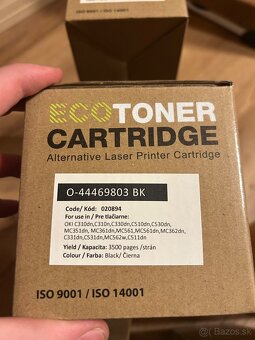 ECOTONER
CARTRIDGE
Alternative Laser Printer Cartridge
O-44469803 BK
Code/ Kód: 020894
For use in / Pre tlačiarne:
OKI C310dn,C310n,C330dn,C510dn,C530dn,
MC351dn, MC361dn,MC561,MC561dn,MC362dn,
C331dn,C531dn,MC562w,C511dn
Yield / Kapacita: 3500 pages /strán
Colour / Farba: Black/ Čierna
ISO 9001 / ISO 14001
bazos.sk